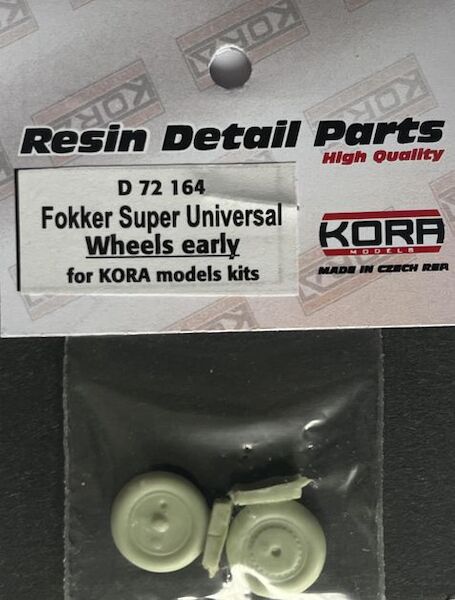 Resin Detail Parts
High Quality
D 72 164
Fokker Super Universal
Wheels early
for KORA models kits
KORA
MODELS
MADE IN CZECH REP